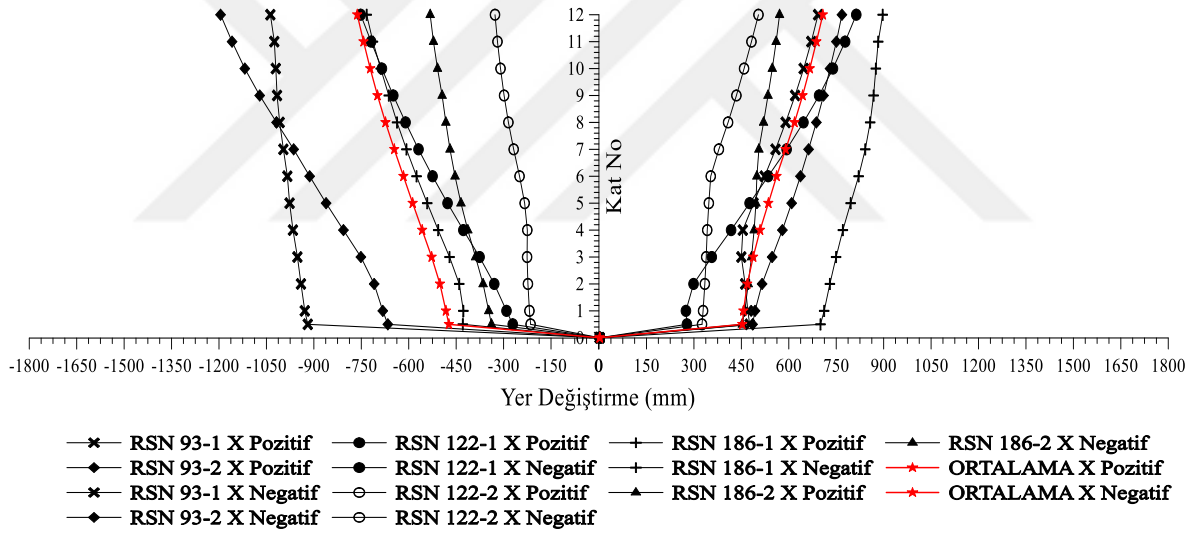 12
11
10
9
8
7
6
5
4
3
2
1
0
Kat No
-1800 -1650 -1500 -1350 -1200 -1050 -900 -750 -600 -450 -300 -150 0 150 300 450 600 750 900 1050 1200 1350 1500 1650 1800
Yer Değiştirme (mm)
RSN 93-1 X Pozitif RSN 122-1 X Pozitif RSN 186-1 X Pozitif RSN 186-2 X Negatif
RSN 93-2 X Pozitif RSN 122-1 X Negatif RSN 186-1 X Negatif ORTALAMA X Pozitif
RSN 93-1 X Negatif RSN 122-2 X Pozitif RSN 186-2 X Pozitif ORTALAMA X Negatif
RSN 93-2 X Negatif RSN 122-2 X Negatif